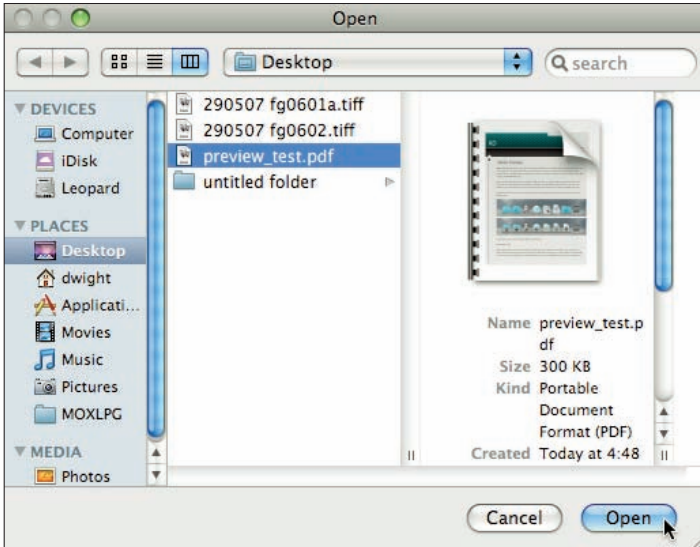 Open
Desktop
search
DEVICES
Computer
iDisk
Leopard
PLACES
Desktop
dwight
Applicati...
Movies
Music
Pictures
MOXLPG
MEDIA
Photos
290507 fg0601a.tiff
290507 fg0602.tiff
preview_test.pdf
untitled folder
Name preview_test.p
df
Size 300 KB
Kind Portable
Document
Format (PDF)
Created Today at 4:48
Cancel
Open